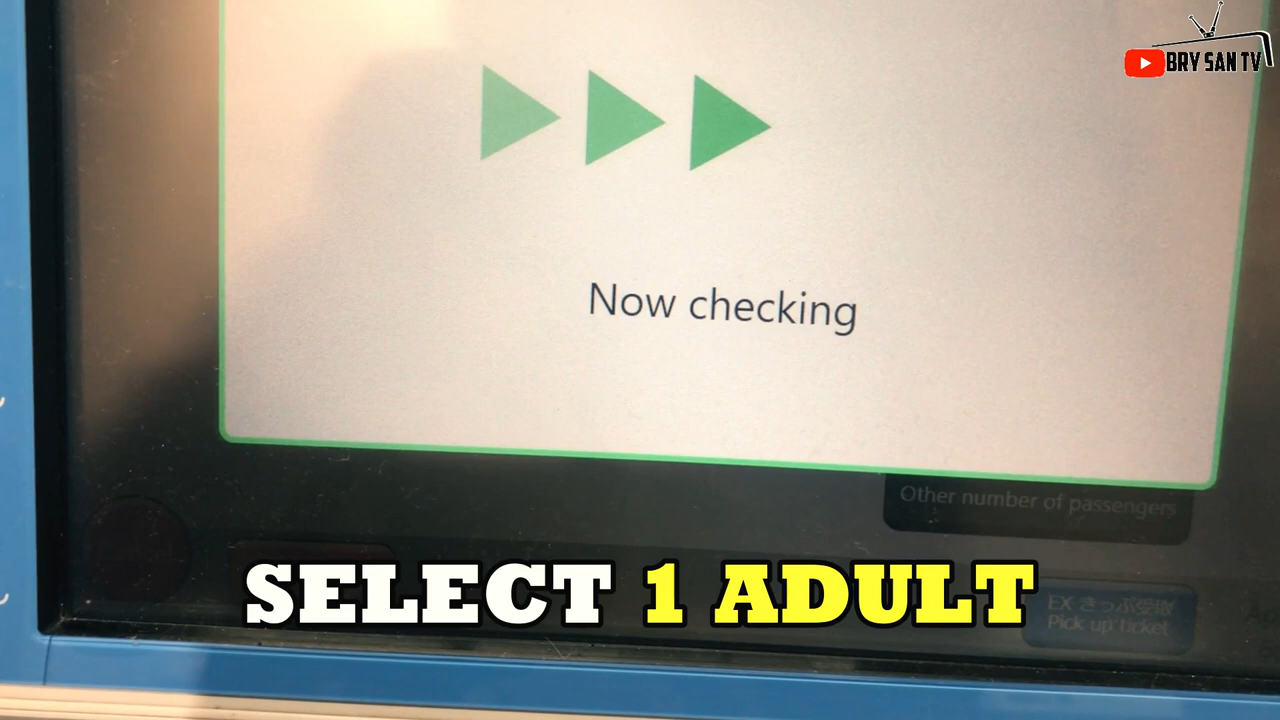 BRY SAN TV
Now checking
Other number of passengers
SELECT 1 ADULT
EX きっぷ受取
Pick up ticket